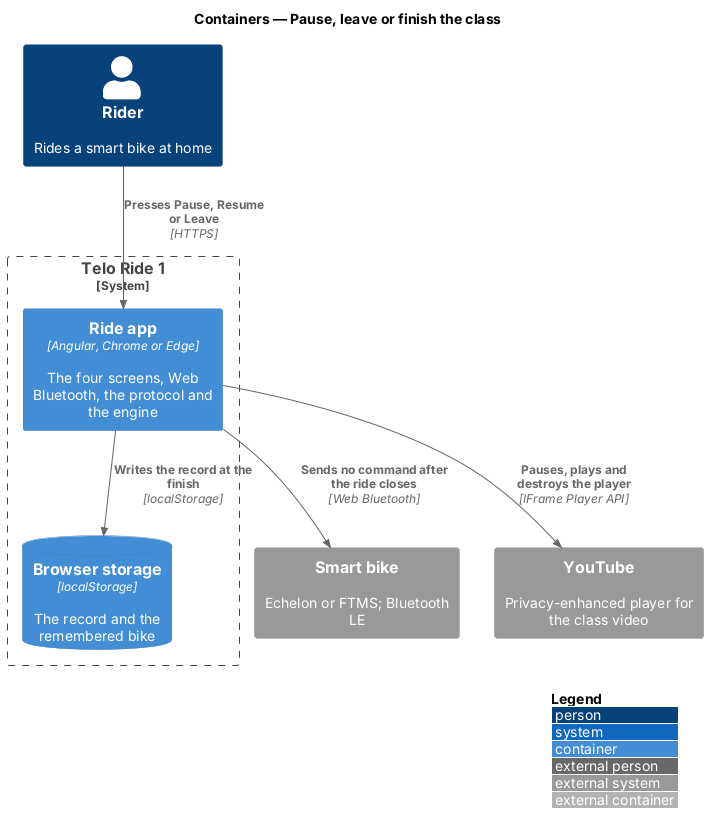 Containers — Pause, leave or finish the class
Rider
Rides a smart bike at home
Presses Pause, Resume
or Leave
[HTTPS]
Telo Ride 1
[System]
Ride app
[Angular, Chrome or Edge]
The four screens, Web
Bluetooth, the protocol and
the engine
Writes the record at the
finish
[localStorage]
Sends no command after
the ride closes
[Web Bluetooth]
Pauses, plays and
destroys the player
[IFrame Player API]
Browser storage
[localStorage]
The record and the
remembered bike
Smart bike
Echelon or FTMS; Bluetooth
LE
YouTube
Privacy-enhanced player for
the class video
Legend
person
system
container
external person
external system
external container